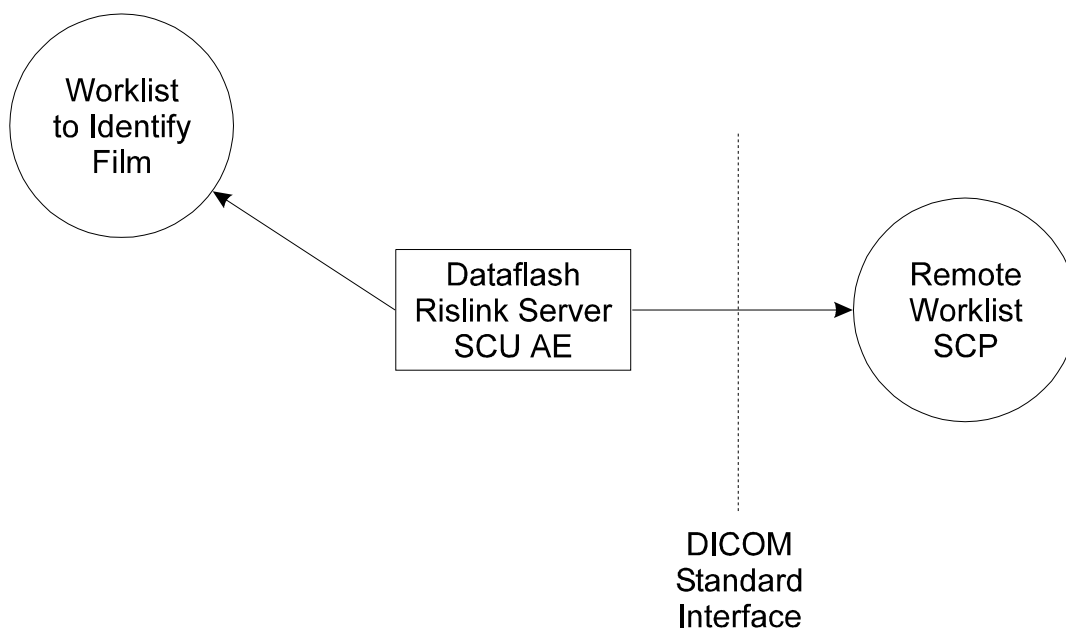 Worklist
to Identify
Film
Dataflash
Rislink Server
SCU AE
Remote
Worklist
SCP
DICOM
Standard
Interface